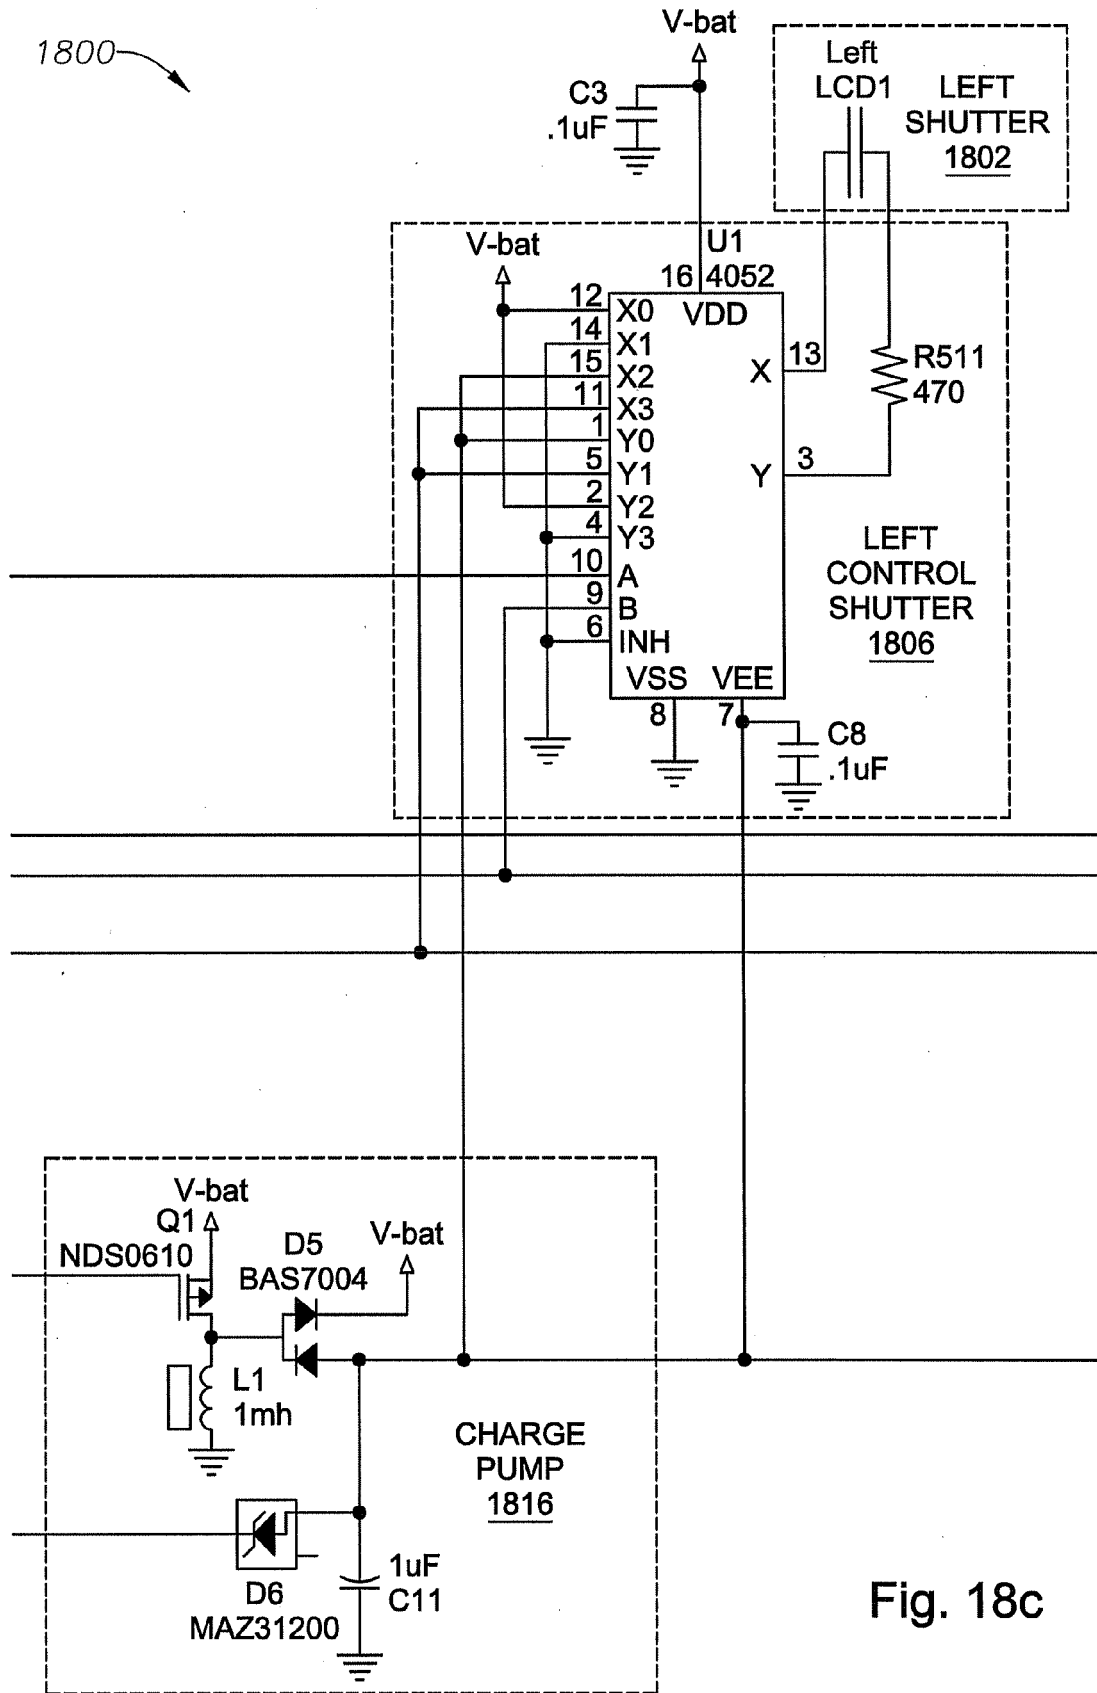 1800
V-bat
C3
.1uF
Left
LCD1
LEFT
SHUTTER
1802
V-bat
U1
16 4052
VDD
12 X0
14 X1
15 X2
11 X3
1 Y0
5 Y1
2 Y2
4 Y3
10 A
9 B
6 INH
X 13
Y 3
R511
470
VSS VEE
8 7
C8
.1uF
LEFT
CONTROL
SHUTTER
1806
V-bat
Q1
NDS0610
D5
BAS7004
V-bat
L1
1mh
CHARGE
PUMP
1816
D6
MAZ31200
1uF
C11
Fig. 18c